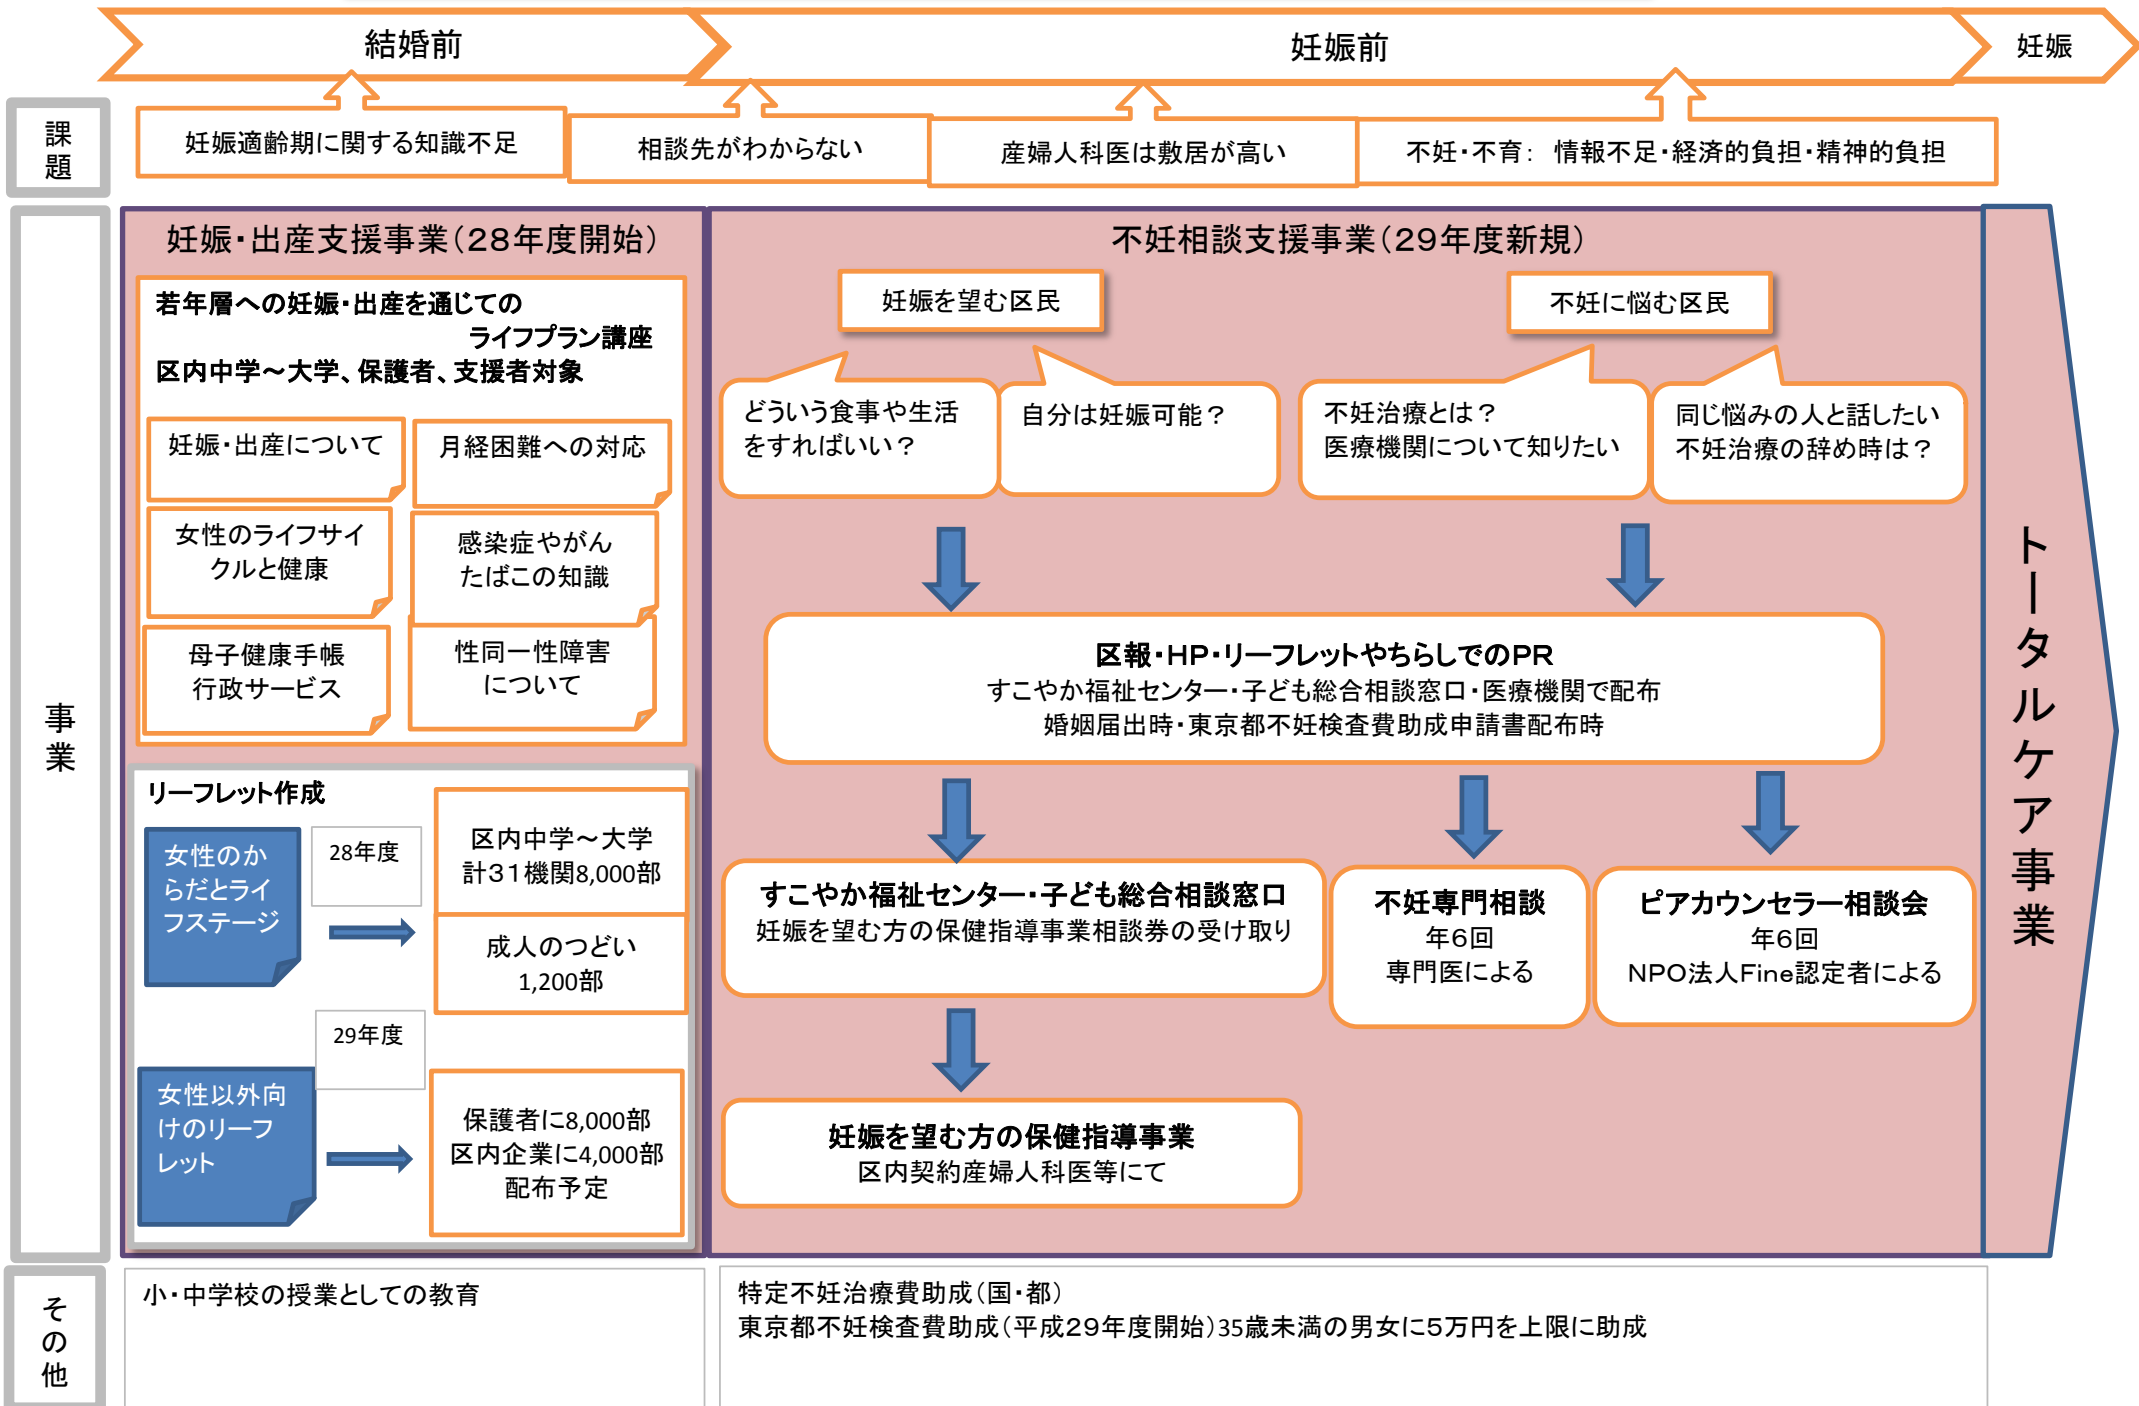 結婚前
妊娠前
妊娠
課題
妊娠適齢期に関する知識不足
相談先がわからない
産婦人科医は敷居が高い
不妊・不育： 情報不足・経済的負担・精神的負担
事業
妊娠・出産支援事業（２８年度開始）
若年層への妊娠・出産を通じての
ライフプラン講座
区内中学～大学、保護者、支援者対象
妊娠・出産について
月経困難への対応
女性のライフサイ
クルと健康
感染症やがん
たばこの知識
母子健康手帳
行政サービス
性同一性障害
について
リーフレット作成
女性のか
らだとライ
フステージ
28年度
区内中学～大学
計３１機関8,000部
成人のつどい
1,200部
29年度
女性以外向
けのリーフ
レット
保護者に8,000部
区内企業に4,000部
配布予定
不妊相談支援事業（２９年度新規）
妊娠を望む区民
不妊に悩む区民
どういう食事や生活
をすればいい？
自分は妊娠可能？
不妊治療とは？
医療機関について知りたい
同じ悩みの人と話したい
不妊治療の辞め時は？
区報・ＨＰ・リーフレットやちらしでのＰＲ
すこやか福祉センター・子ども総合相談窓口・医療機関で配布
婚姻届出時・東京都不妊検査費助成申請書配布時
すこやか福祉センター・子ども総合相談窓口
妊娠を望む方の保健指導事業相談券の受け取り
不妊専門相談
年６回
専門医による
ピアカウンセラー相談会
年６回
ＮＰＯ法人Ｆｉｎｅ認定者による
妊娠を望む方の保健指導事業
区内契約産婦人科医等にて
トータルケア事業
その他
小・中学校の授業としての教育
特定不妊治療費助成（国・都）
東京都不妊検査費助成（平成２９年度開始）35歳未満の男女に５万円を上限に助成